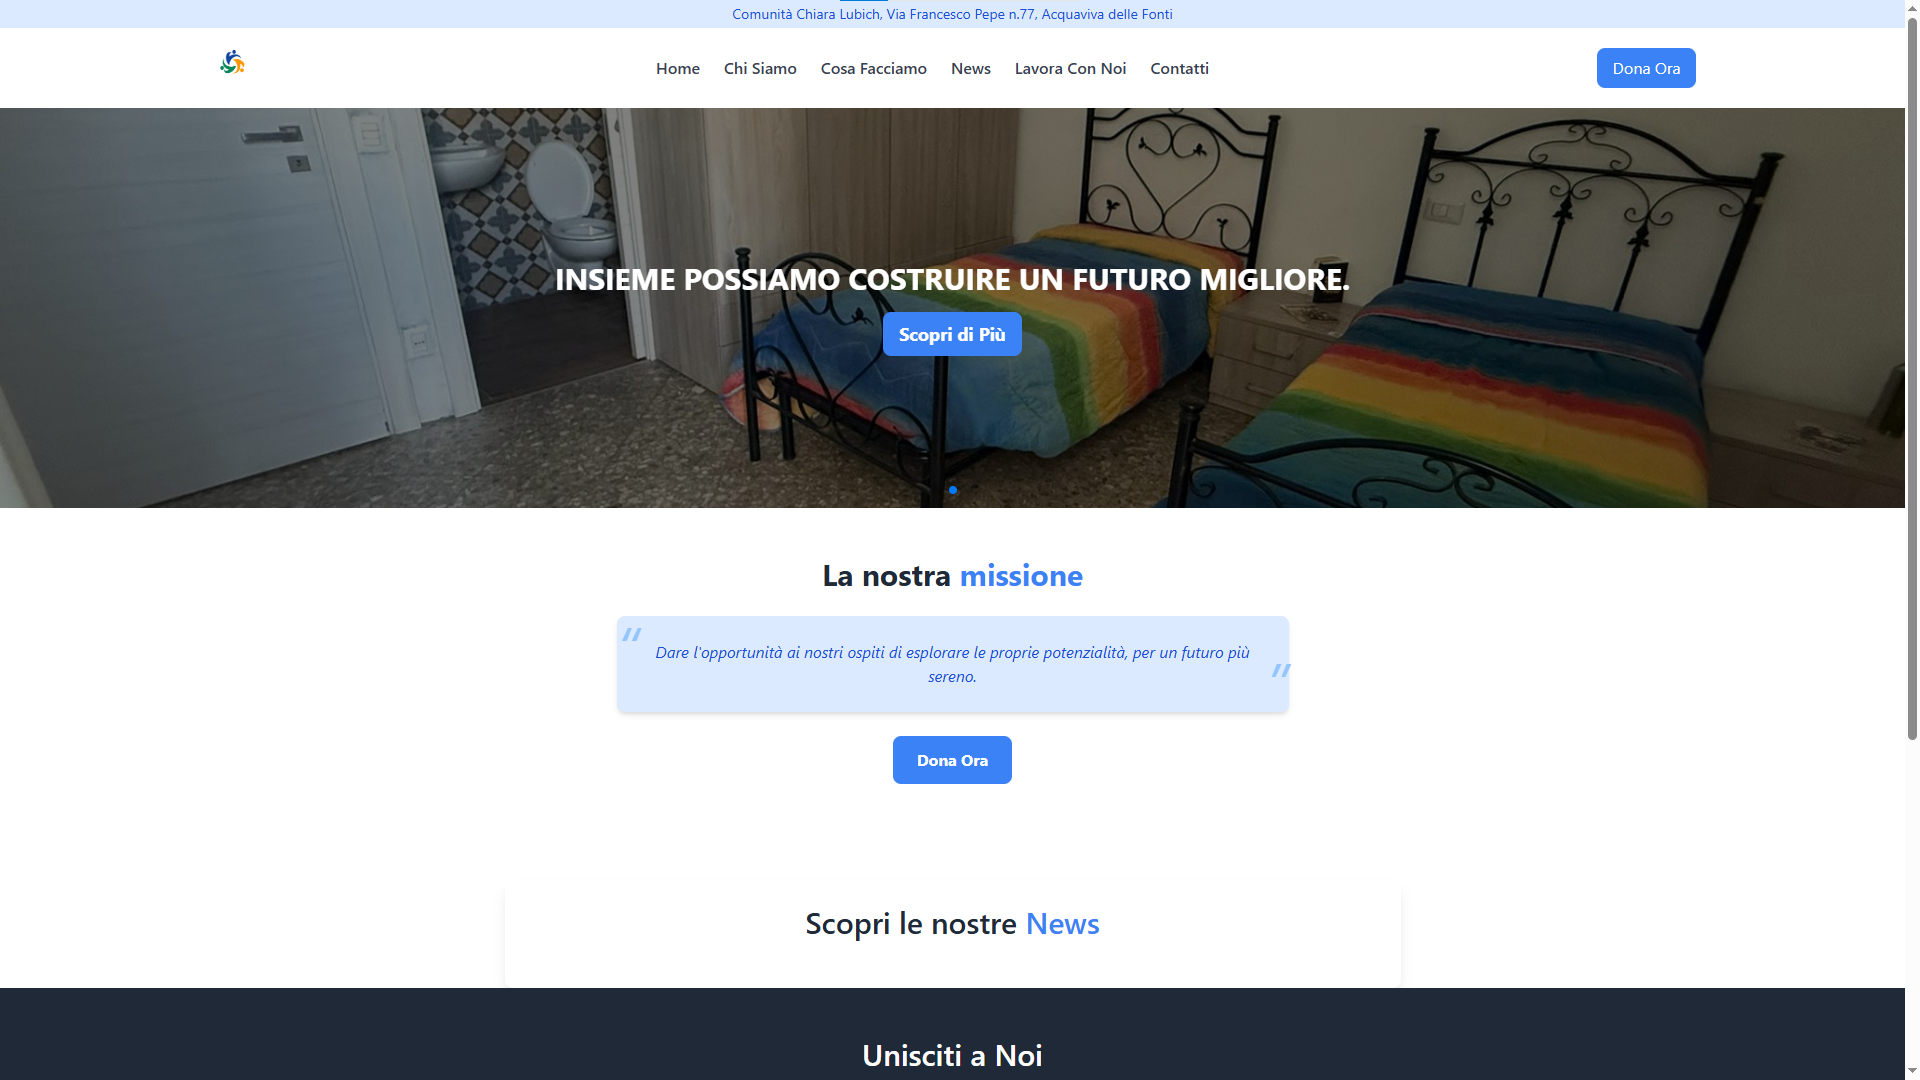 Comunità Chiara Lubich, Via Francesco Pepe n.77, Acquaviva delle Fonti
Home Chi Siamo Cosa Facciamo News Lavora Con Noi Contatti Dona Ora
INSIEME POSSIAMO COSTRUIRE UN FUTURO MIGLIORE.
Scopri di Più
La nostra missione
" Dare l'opportunità ai nostri ospiti di esplorare le proprie potenzialità, per un futuro più
sereno. "
Dona Ora
Scopri le nostre News
Unisciti a Noi